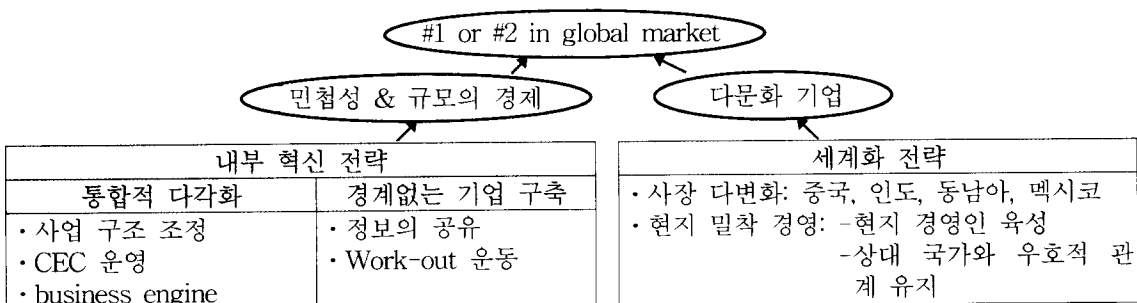 #1 or #2 in global market
민첩성 & 규모의 경제
다문화 기업
내부 혁신 전략
통합적 다각화
경계없는 기업 구축
· 사업 구조 조정
· CEC 운영
· business engine
· 정보의 공유
· Work-out 운동
세계화 전략
· 사장 다변화: 중국, 인도, 동남아, 멕시코
· 현지 밀착 경영: -현지 경영인 육성
-상대 국가와 우호적 관
계 유지